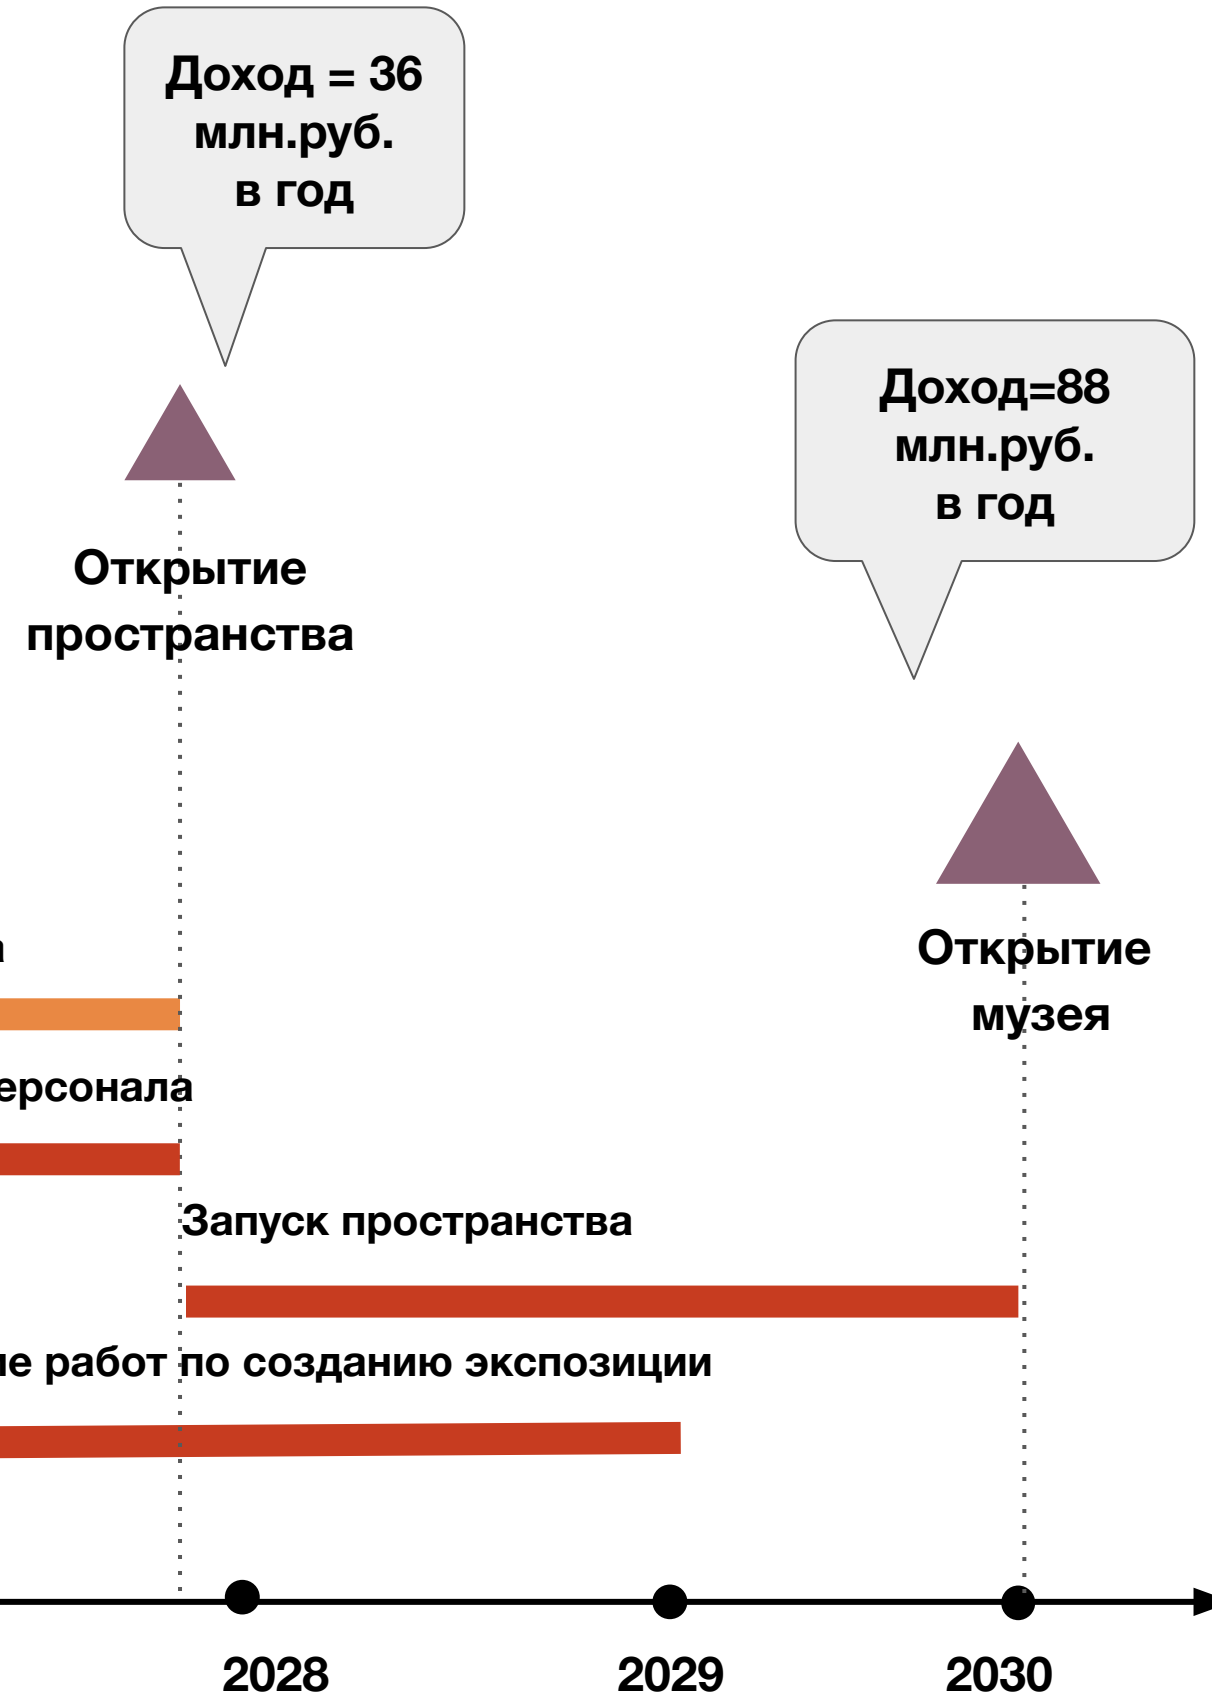 Доход = 36
млн.руб.
в год
Доход=88
млн.руб.
в год
Открытие
пространства
Открытие
музея
а
ерсонала
Запуск пространства
ие работ по созданию экспозиции
2028
2029
2030